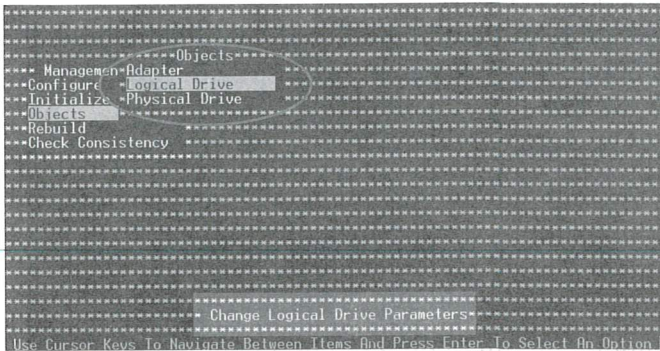 Objects
Managemen Adapter
Configure Logical Drive
Initialize Physical Drive
Objects
Rebuild
Check Consistency
Change Logical Drive Parameters
Use Cursor Keys To Navigate Between Items And Press Enter To Select An Option